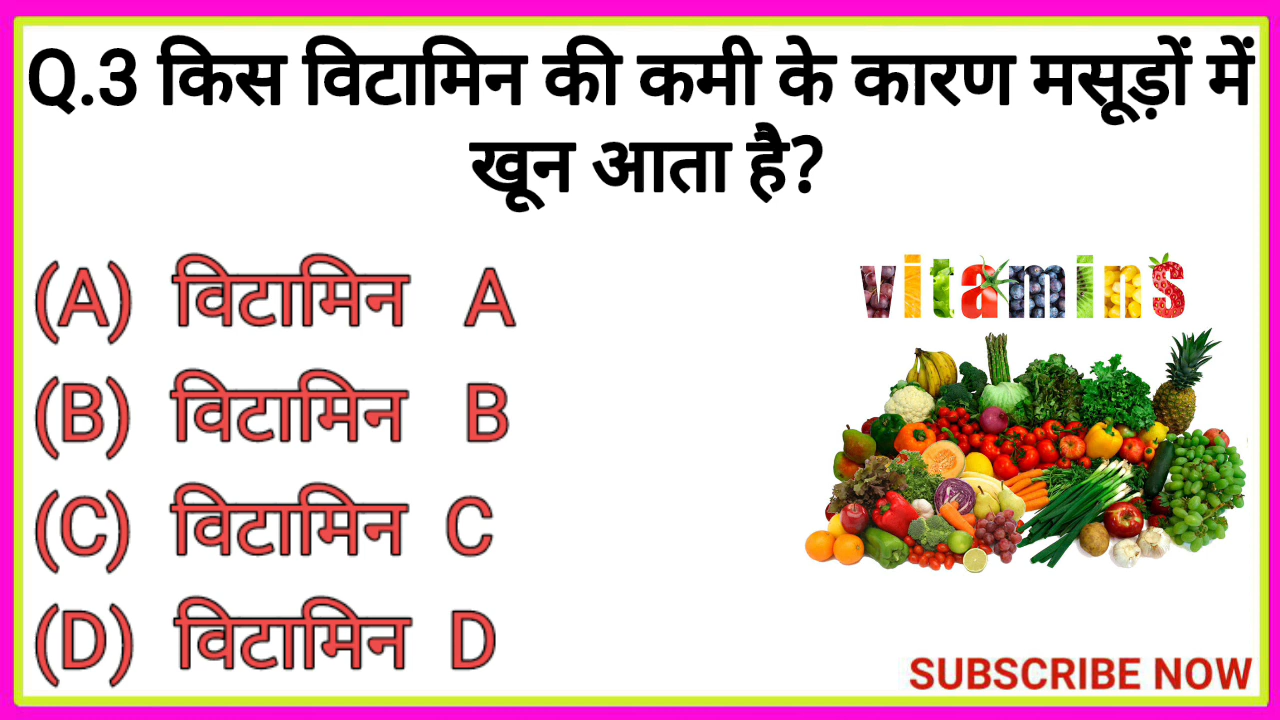 Q.3 किस विटामिन की कमी के कारण मसूड़ों में
खून आता है?
(A) विटामिन A
vitamins
(B) विटामिन B
(C) विटामिन C
(D) विटामिन D
SUBSCRIBE NOW